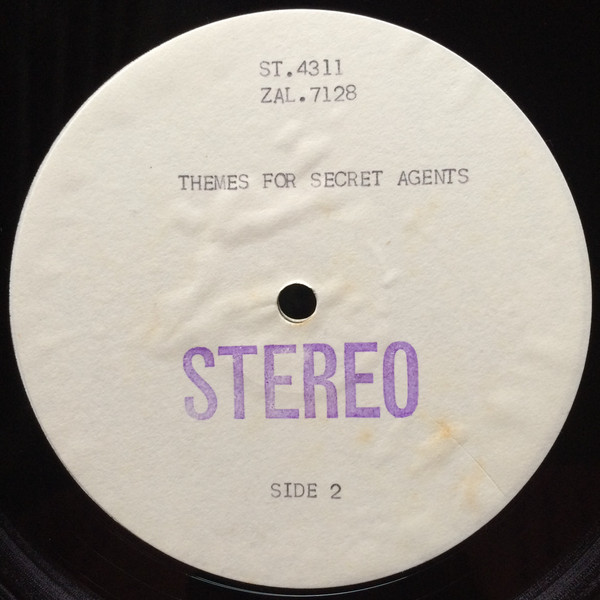 ST.4311
ZAL.7128
THEMES FOR SECRET AGENTS
STEREO
SIDE 2